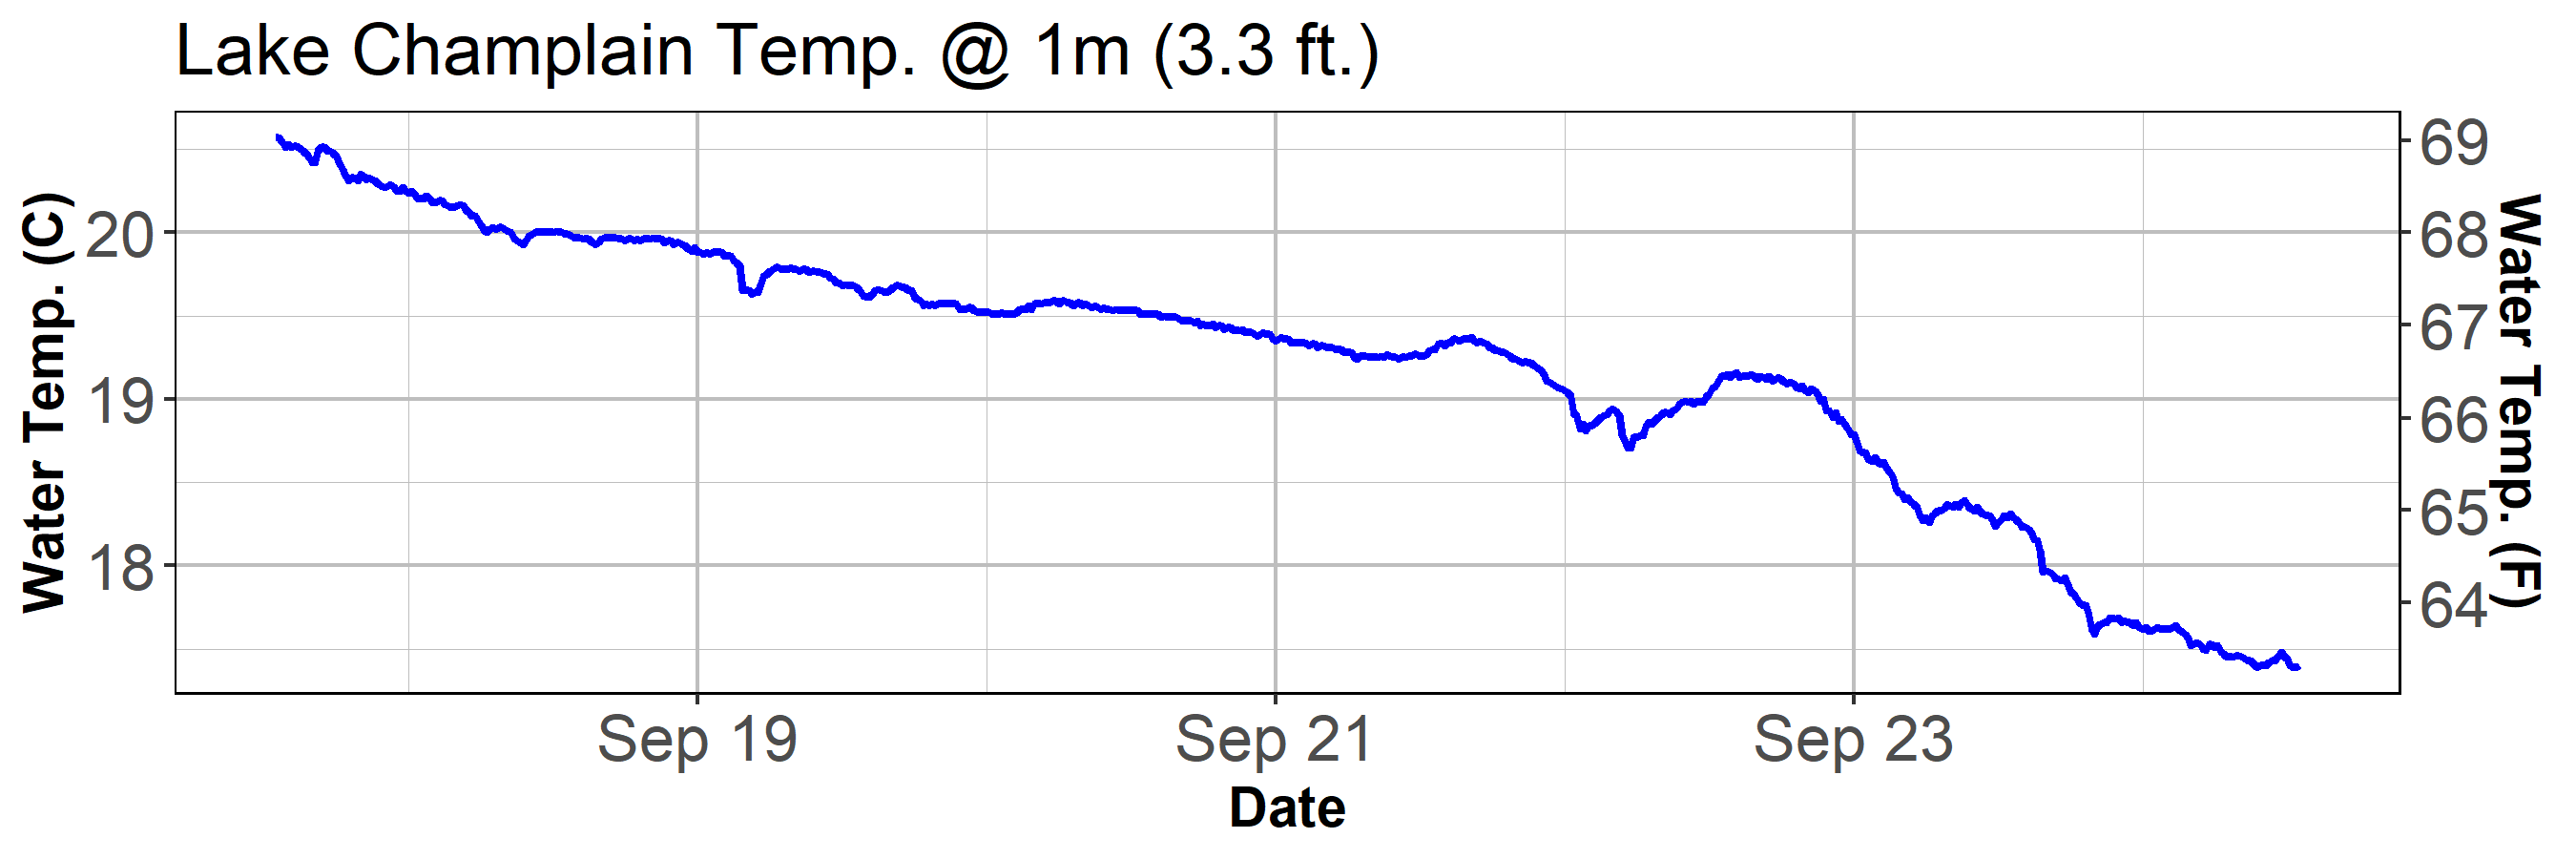 Lake Champlain Temp. @ 1m (3.3 ft.)
Water Temp. (C)
20
19
18
69
68
67
66
65
64
Water Temp. (F)
Sep 19
Sep 21
Sep 23
Date